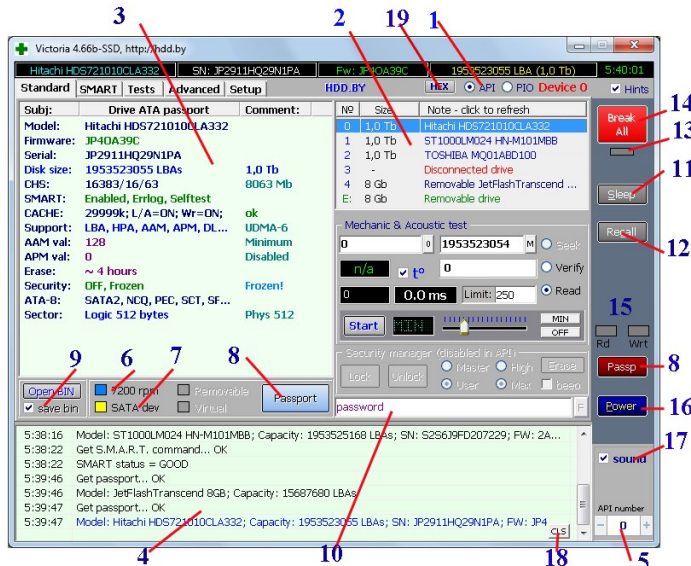 3 2 19 1
Victoria 4.66b-SSD, http://hdd.by
Hitachi HDS721010CLA332 SN: JP2911HQ29N1PA Fw: JP4OA39C 1953523055 LBA (1,0 Tb) 5:40:01
Standard SMART Tests Advanced Setup HDD.BY HEX API PIO Device 0 Hints
Subj: Drive ATA passport Comment:
Model: Hitachi HDS721010CLA332
Firmware: JP4OA39C
Serial: JP2911HQ29N1PA
Disk size: 1953523055 LBAs 1,0 Tb
CHS: 16383/16/63 8063 Mb
SMART: Enabled, Errlog, Selftest
CACHE: 29999k; L/A=ON; Wr=ON; ok
Support: LBA, HPA, AAM, APM, DL... UDMA-6
AAM val: 128 Minimum
APM val: 0 Disabled
Erase: ~ 4 hours
Security: OFF, Frozen Frozen!
ATA-8: SATA2, NCQ, PEC, SCT, SF...
Sector: Logic 512 bytes Phys 512
№ Size Note - click to refresh
0 1,0 Tb Hitachi HDS721010CLA332
1 1,0 Tb ST1000LM024 HN-M101MBB
2 1,0 Tb TOSHIBA MQ01ABD100
3 - Disconnected drive
4 8 Gb Removable JetFlashTranscend ...
E: 8 Gb Removable drive
Mechanic & Acoustic test
0 0 1953523054 M Seek
n/a t° 0 Verify
0 0.0 ms Limit: 250 Read
Start MIN MIN
OFF
Security manager (disabled in API)
Lock Unlock Master High Erase
User Max beep
password F
Break
All
14
13
Sleep 11
Recall 12
15
Rd Wrt
Passp 8
Power 16
17
sound
API number
- 0 +
5
9 6 7 8
Open BIN 7200 rpm Removable Passport
save bin SATA dev Virtual
5:38:16 Model: ST1000LM024 HN-M101MBB; Capacity: 1953525168 LBAs; SN: S2S6J9FD207229; FW: 2A...
5:38:22 Get S.M.A.R.T. command... OK
5:38:22 SMART status = GOOD
5:39:46 Get passport... OK
5:39:46 Model: JetFlashTranscend 8GB; Capacity: 15687680 LBAs
5:39:47 Get passport... OK
5:39:47 Model: Hitachi HDS721010CLA332; Capacity: 1953523055 LBAs; SN: JP2911HQ29N1PA; FW: JP4
CLS
4 10 18